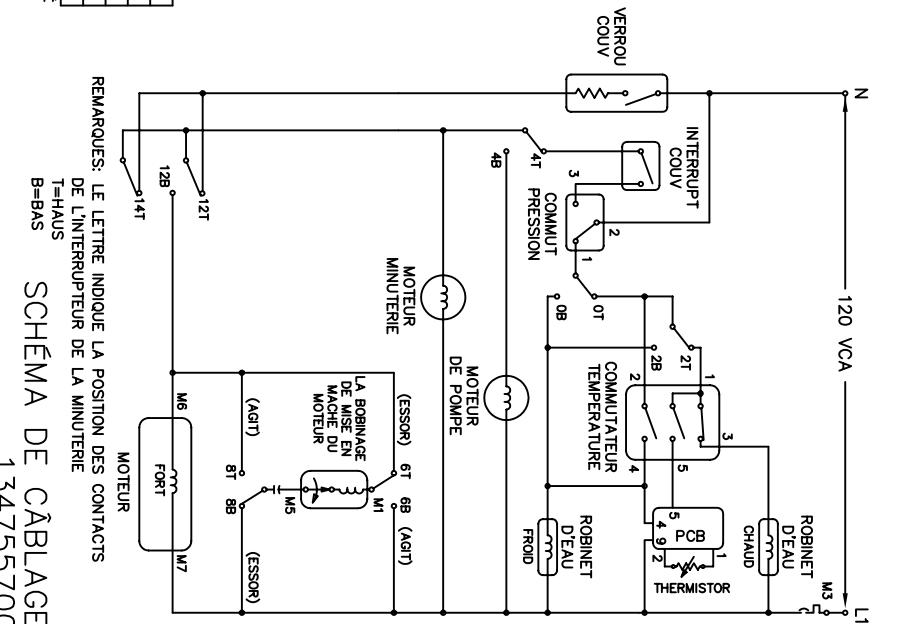 N
120 VCA
L1
M3
VERROU
COUV
INTERRUPT
COUV
4T
4B
3
2
1
COMMUT
PRESSION
0T
0B
2T
2B
1
2
3
4
5
COMMUTATEUR
TEMPERATURE
ROBINET
D'EAU
CHAUD
5
4
9
PCB
1
2
THERMISTOR
ROBINET
D'EAU
FROID
MOTEUR
DE POMPE
MOTEUR
MINUTERIE
12T
12B
14T
(ESSOR)
6T
6B
(AGIT)
LA BOBINAGE
DE MISE EN
MACHE DU
MOTEUR
M1
M5
(AGIT)
8T
8B
(ESSOR)
M6
FORT
M7
MOTEUR
REMARQUES: LE LETTRE INDIQUE LA POSITION DES CONTACTS
DE L'INTERRUPTEUR DE LA MINUTERIE
T=HAUS
B=BAS
SCHÉMA DE CÂBLAGE